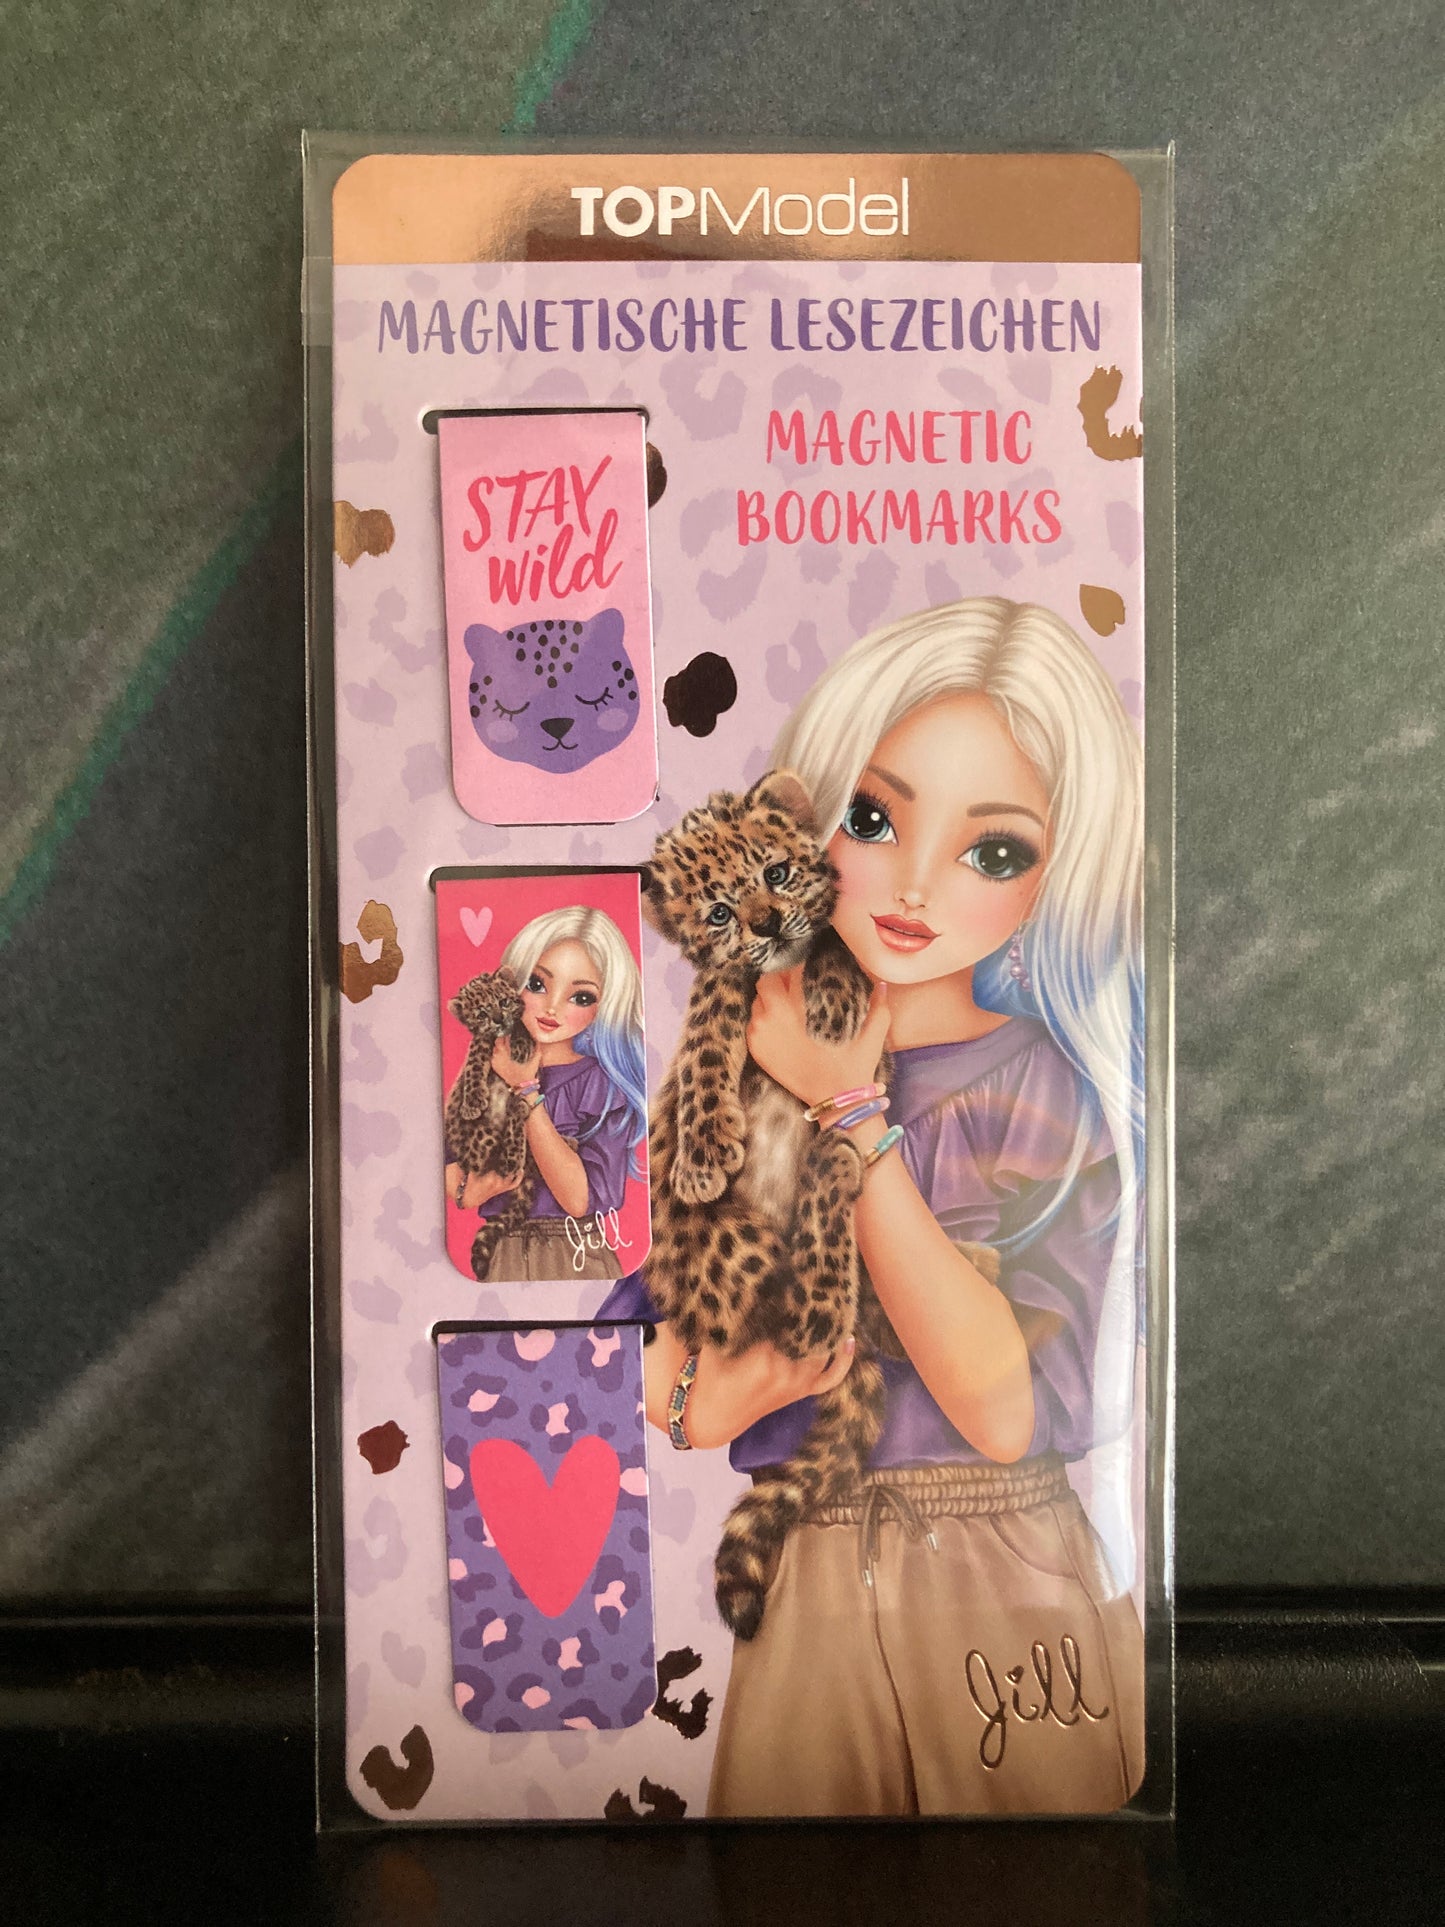 TOPModel
MAGNETISCHE LESEZEICHEN
MAGNETIC
BOOKMARKS
STAY
wild
Jill
Jill